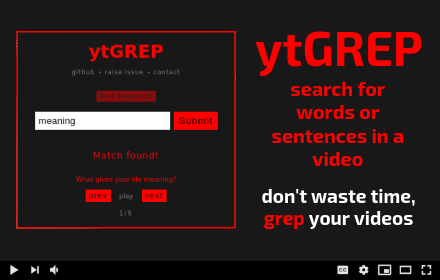 ytGREP
github • raise issue • contact
load transcript
meaning Submit
Match found!
What gives your life meaning?
prev play next
1/9
ytGREP
search for
words or
sentences in a
video
don't waste time,
grep your videos
CC